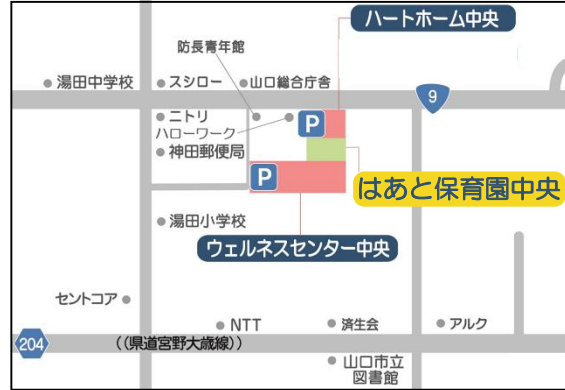 ハートホーム中央
防長青年館
湯田中学校
スシロー
山口総合庁舎
9
ニトリ
ハローワーク
P
神田郵便局
P
はあと保育園中央
湯田小学校
ウェルネスセンター中央
セントコア
NTT
済生会
アルク
204
((県道宮野大歳線))
山口市立
図書館